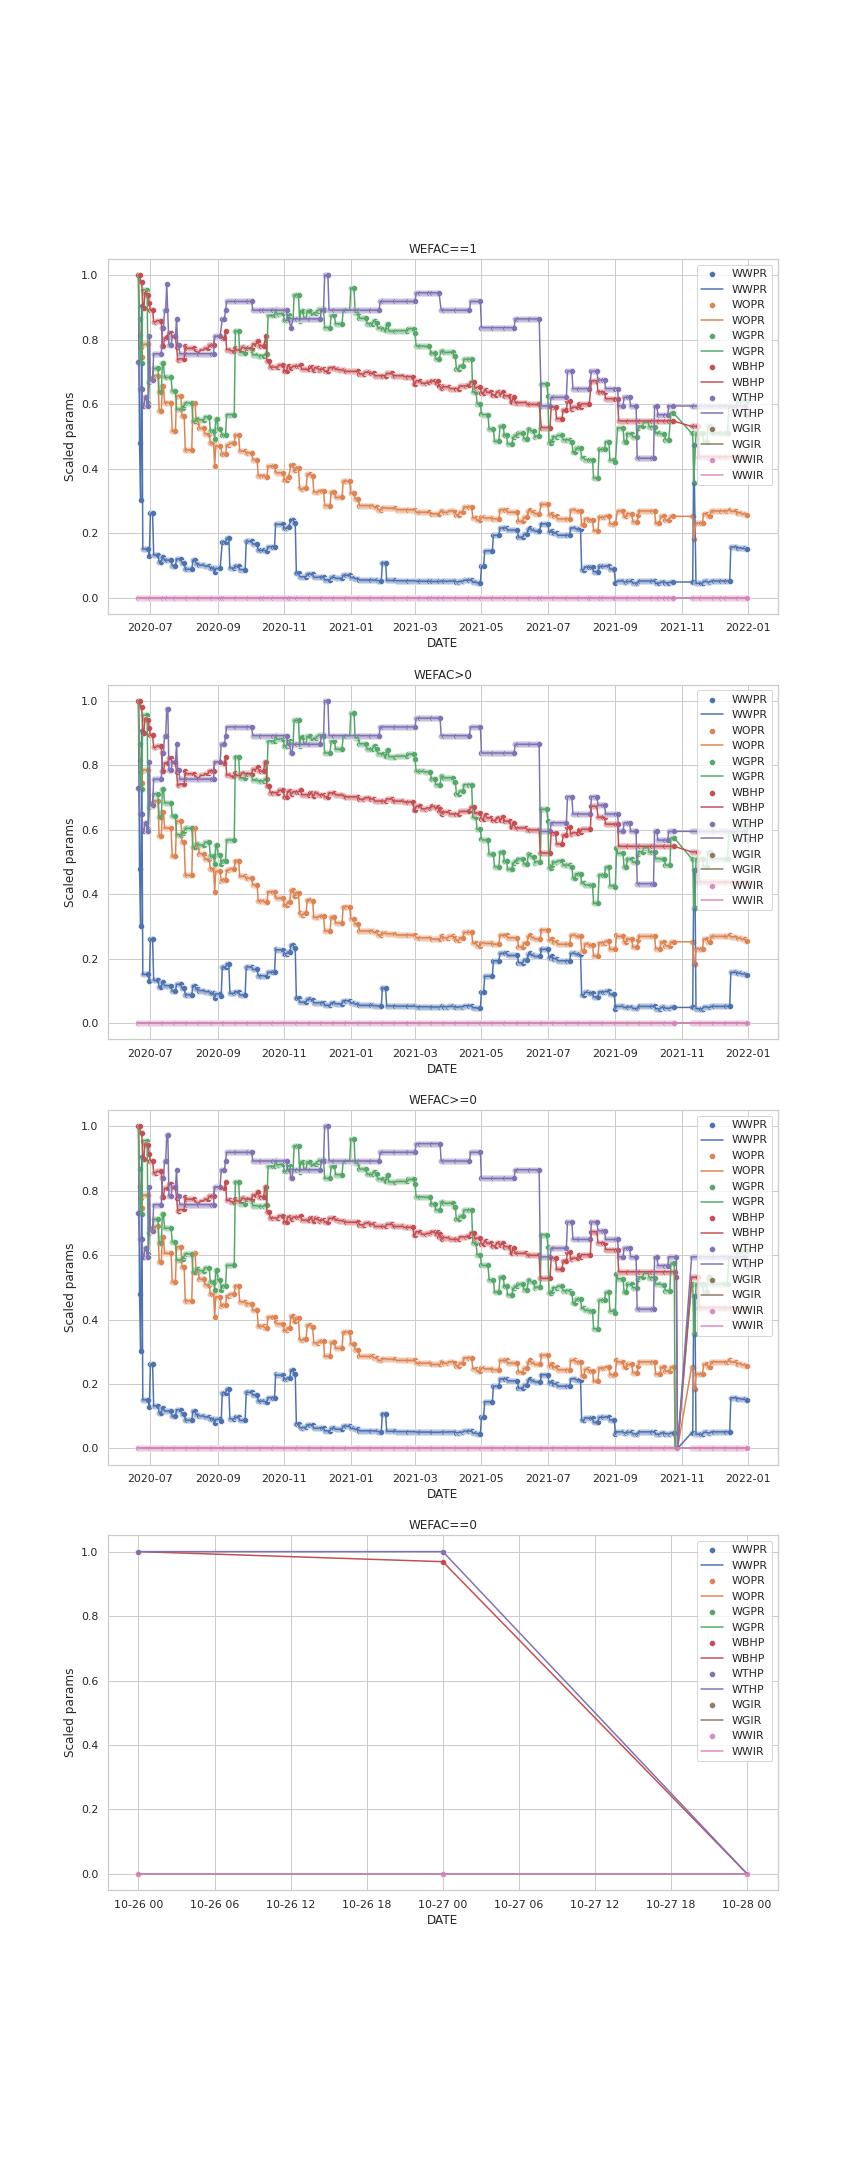 WEFAC==1
1.0
0.8
0.6
0.4
0.2
0.0
Scaled params
WWPR
WWPR
WOPR
WOPR
WGPR
WGPR
WBHP
WBHP
WTHP
WTHP
WGIR
WGIR
WWIR
WWIR
2020-07 2020-09 2020-11 2021-01 2021-03 2021-05 2021-07 2021-09 2021-11 2022-01
DATE
WEFAC>0
1.0
0.8
0.6
0.4
0.2
0.0
Scaled params
WWPR
WWPR
WOPR
WOPR
WGPR
WGPR
WBHP
WBHP
WTHP
WTHP
WGIR
WGIR
WWIR
WWIR
2020-07 2020-09 2020-11 2021-01 2021-03 2021-05 2021-07 2021-09 2021-11 2022-01
DATE
WEFAC>=0
1.0
0.8
0.6
0.4
0.2
0.0
Scaled params
WWPR
WWPR
WOPR
WOPR
WGPR
WGPR
WBHP
WBHP
WTHP
WTHP
WGIR
WGIR
WWIR
WWIR
2020-07 2020-09 2020-11 2021-01 2021-03 2021-05 2021-07 2021-09 2021-11 2022-01
DATE
WEFAC==0
1.0
0.8
0.6
0.4
0.2
0.0
Scaled params
WWPR
WWPR
WOPR
WOPR
WGPR
WGPR
WBHP
WBHP
WTHP
WTHP
WGIR
WGIR
WWIR
WWIR
10-26 00 10-26 06 10-26 12 10-26 18 10-27 00 10-27 06 10-27 12 10-27 18 10-28 00
DATE